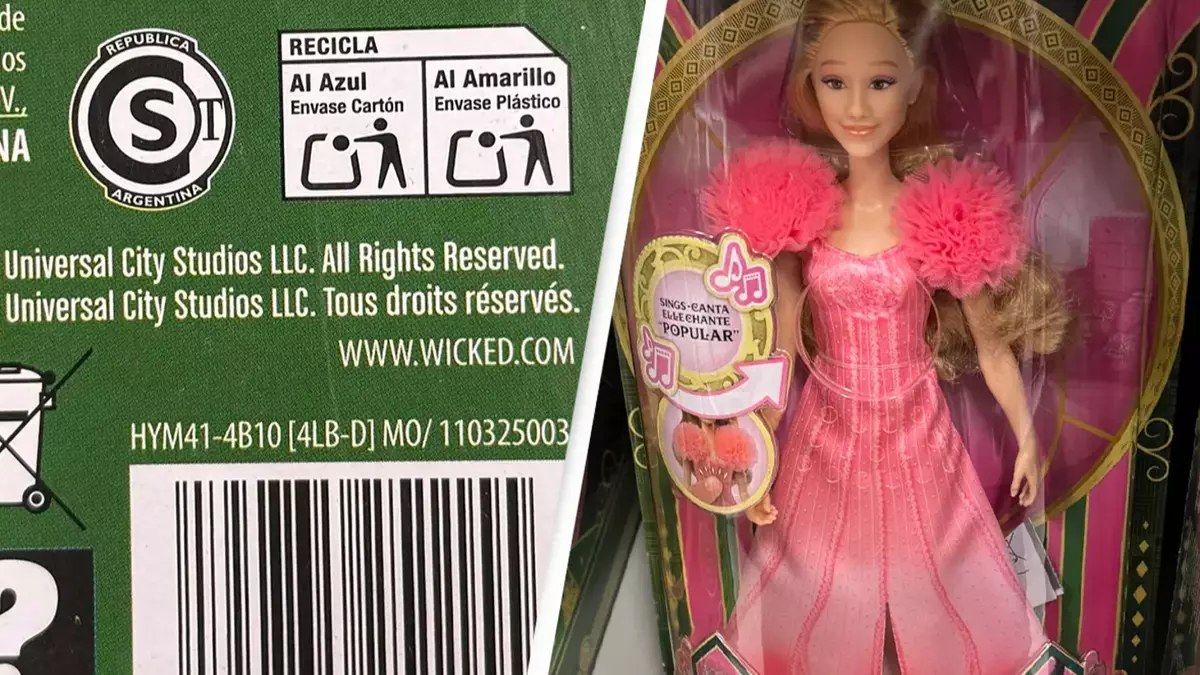 de
os
V.,
NA
REPUBLICA
S T
ARGENTINA
RECICLA
Al Azul
Envase Cartón
Al Amarillo
Envase Plástico
Universal City Studios LLC. All Rights Reserved.
Universal City Studios LLC. Tous droits réservés.
WWW.WICKED.COM
HYM41-4B10 [4LB-D] MO/ 110325003
?
SINGS•CANTA
ELLE CHANTE
"POPULAR"